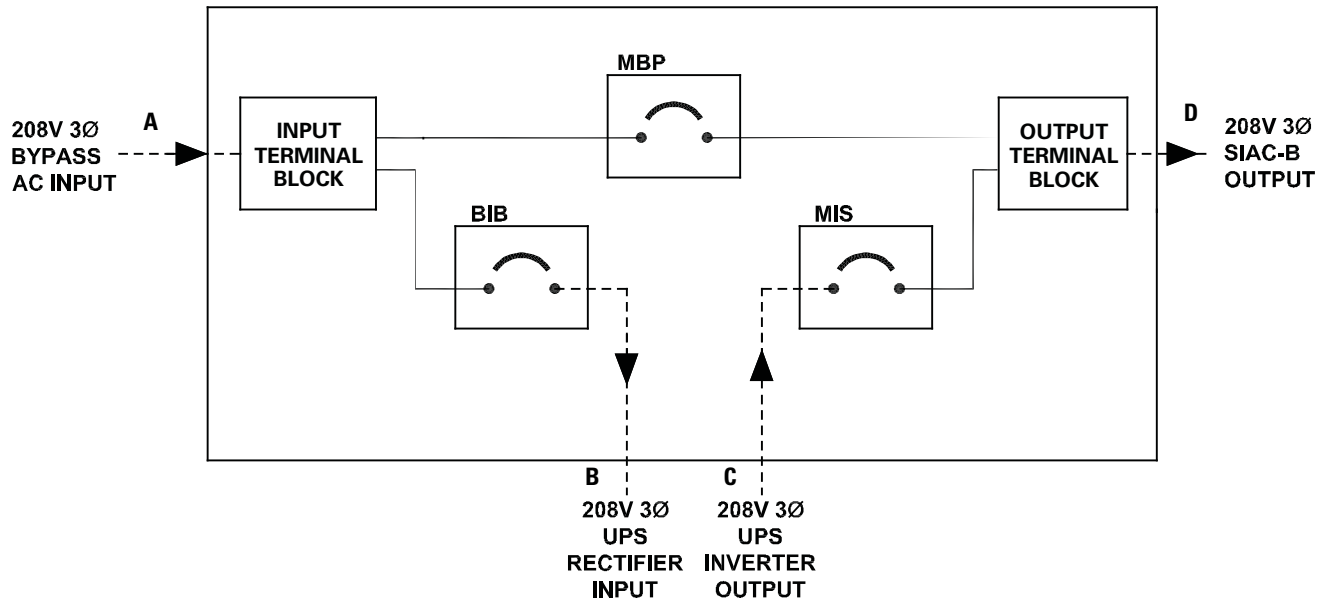 MBP
A
208V 3Ø
BYPASS
AC INPUT
INPUT
TERMINAL
BLOCK
OUTPUT
TERMINAL
BLOCK
D
208V 3Ø
SIAC-B
OUTPUT
BIB
MIS
B
208V 3Ø
UPS
RECTIFIER
INPUT
C
208V 3Ø
UPS
INVERTER
OUTPUT